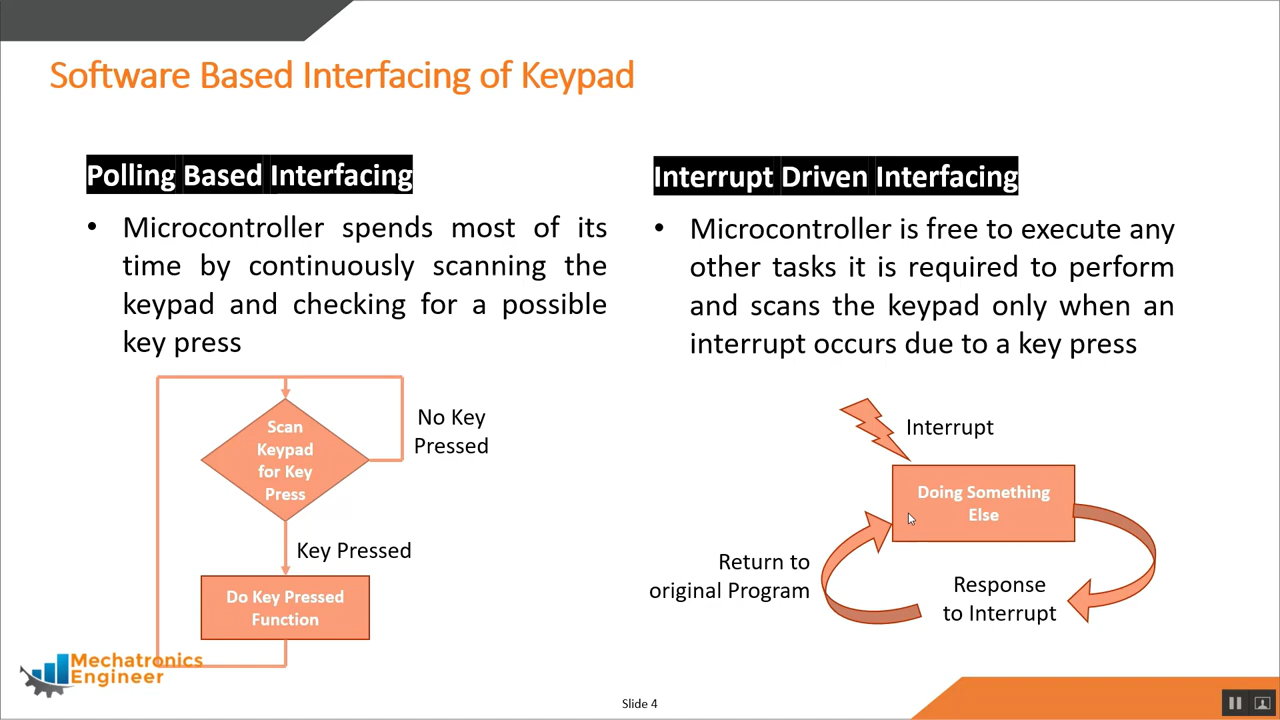 Software Based Interfacing of Keypad
Polling Based Interfacing
• Microcontroller spends most of its
time by continuously scanning the
keypad and checking for a possible
key press
Scan
Keypad
for Key
Press
No Key
Pressed
Key Pressed
Do Key Pressed
Function
Interrupt Driven Interfacing
• Microcontroller is free to execute any
other tasks it is required to perform
and scans the keypad only when an
interrupt occurs due to a key press
Interrupt
Doing Something
Else
Return to
original Program
Response
to Interrupt
Mechatronics
Engineer
Slide 4